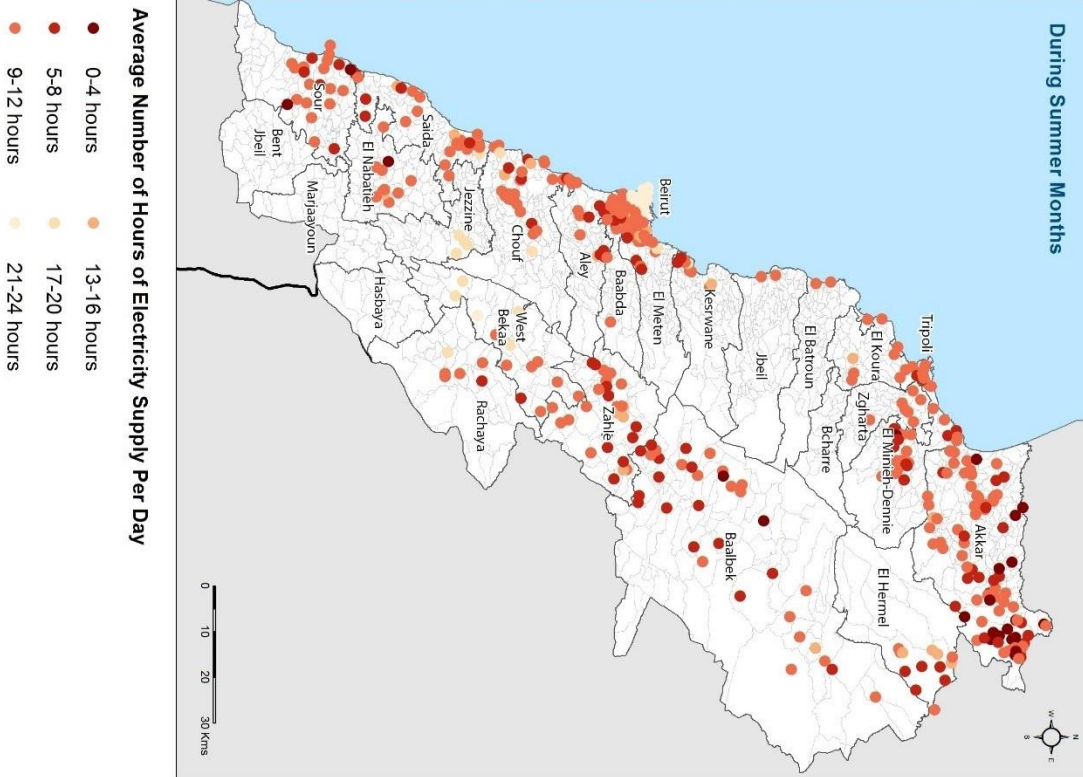 During Summer Months
N
W
E
S
Tripoli
Akkar
El Koura
Zgharta
El Minieh-Dennie
El Batroun
Bcharre
El Hermel
Jbeil
Kesrwane
Beirut
El Meten
Baabda
Baalbek
Aley
Zahle
Chouf
West
Bekaa
Jezzine
Rachaya
Saida
El Nabatieh
Hasbaya
Sour
Marjaayoun
Bent
Jbeil
0 10 20 30 Kms
Average Number of Hours of Electricity Supply Per Day
0-4 hours
5-8 hours
9-12 hours
13-16 hours
17-20 hours
21-24 hours